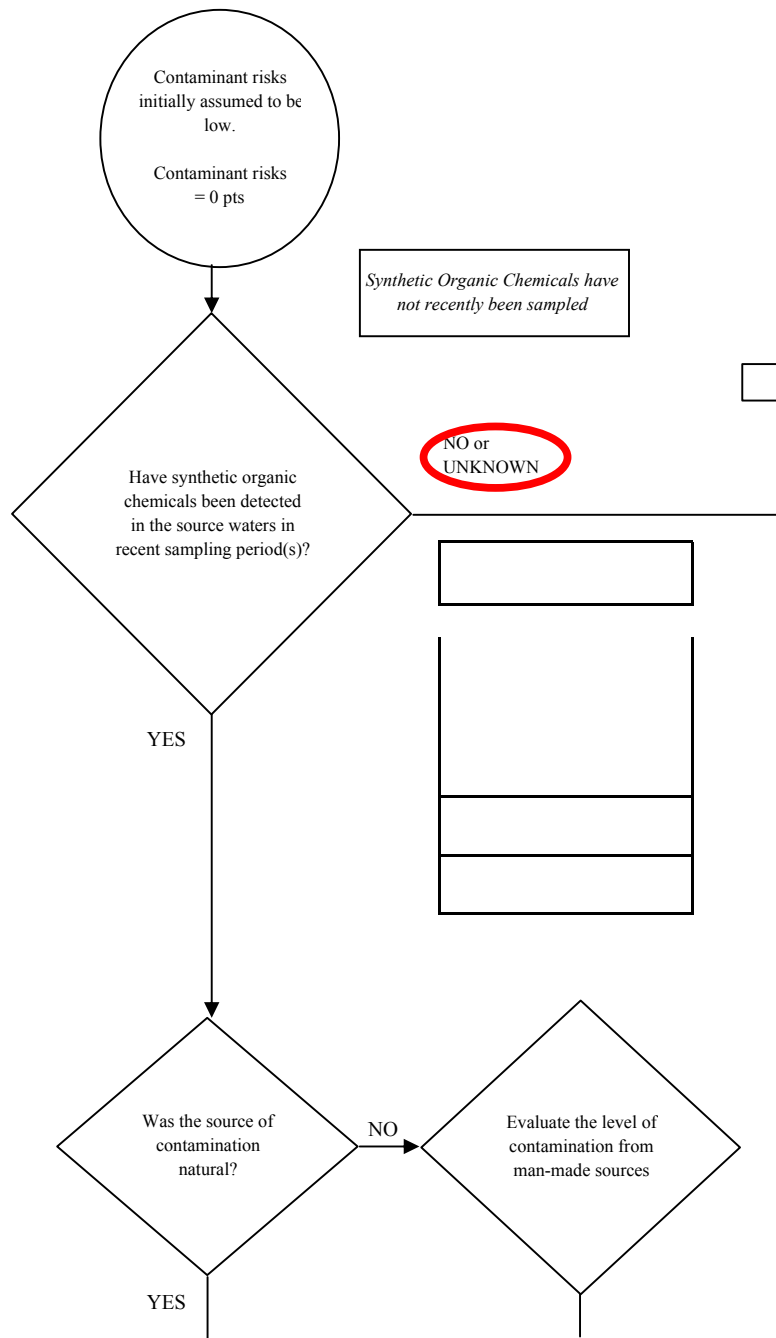 Contaminant risks
initially assumed to be
low.
Contaminant risks
= 0 pts
Synthetic Organic Chemicals have
not recently been sampled
NO or
UNKNOWN
Have synthetic organic
chemicals been detected
in the source waters in
recent sampling period(s)?
YES
Was the source of
contamination
natural?
NO
Evaluate the level of
contamination from
man-made sources
YES